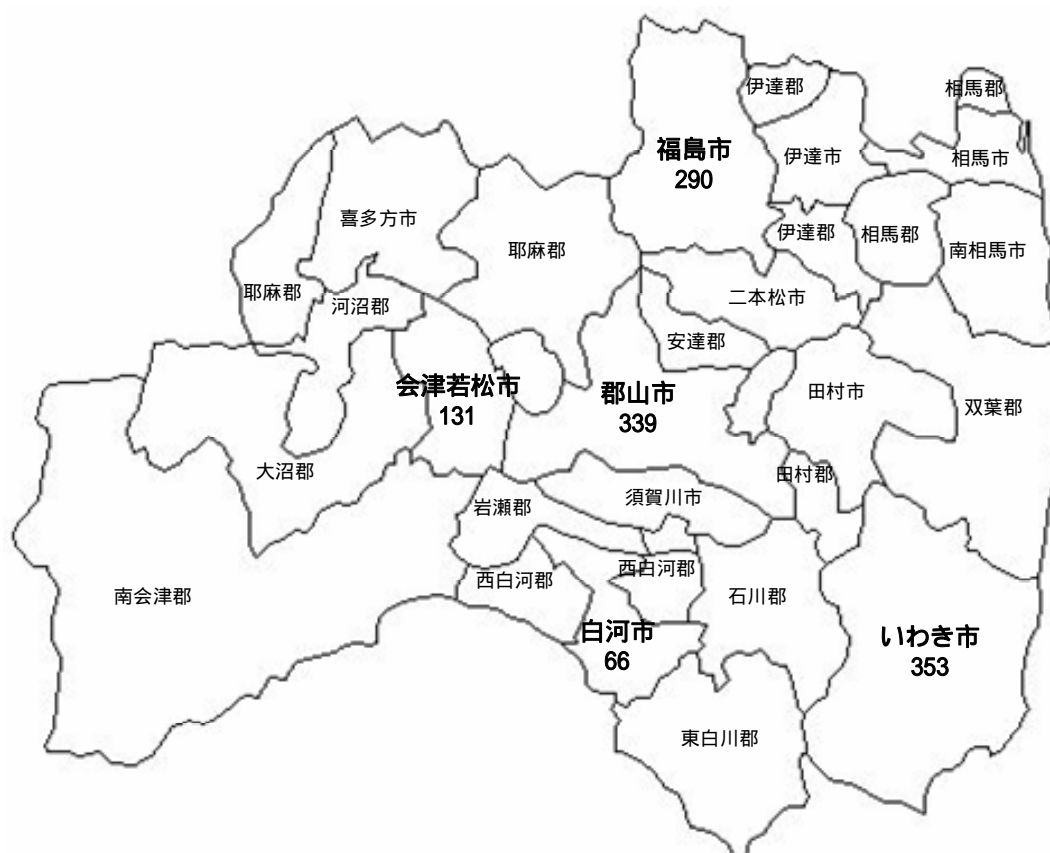 伊達郡
相馬郡
福島市
290
伊達市
相馬市
喜多方市
耶麻郡
伊達郡
相馬郡
南相馬市
耶麻郡
河沼郡
二本松市
安達郡
会津若松市
131
郡山市
339
田村市
双葉郡
大沼郡
田村郡
岩瀬郡
須賀川市
南会津郡
西白河郡
西白河郡
石川郡
白河市
66
いわき市
353
東白川郡